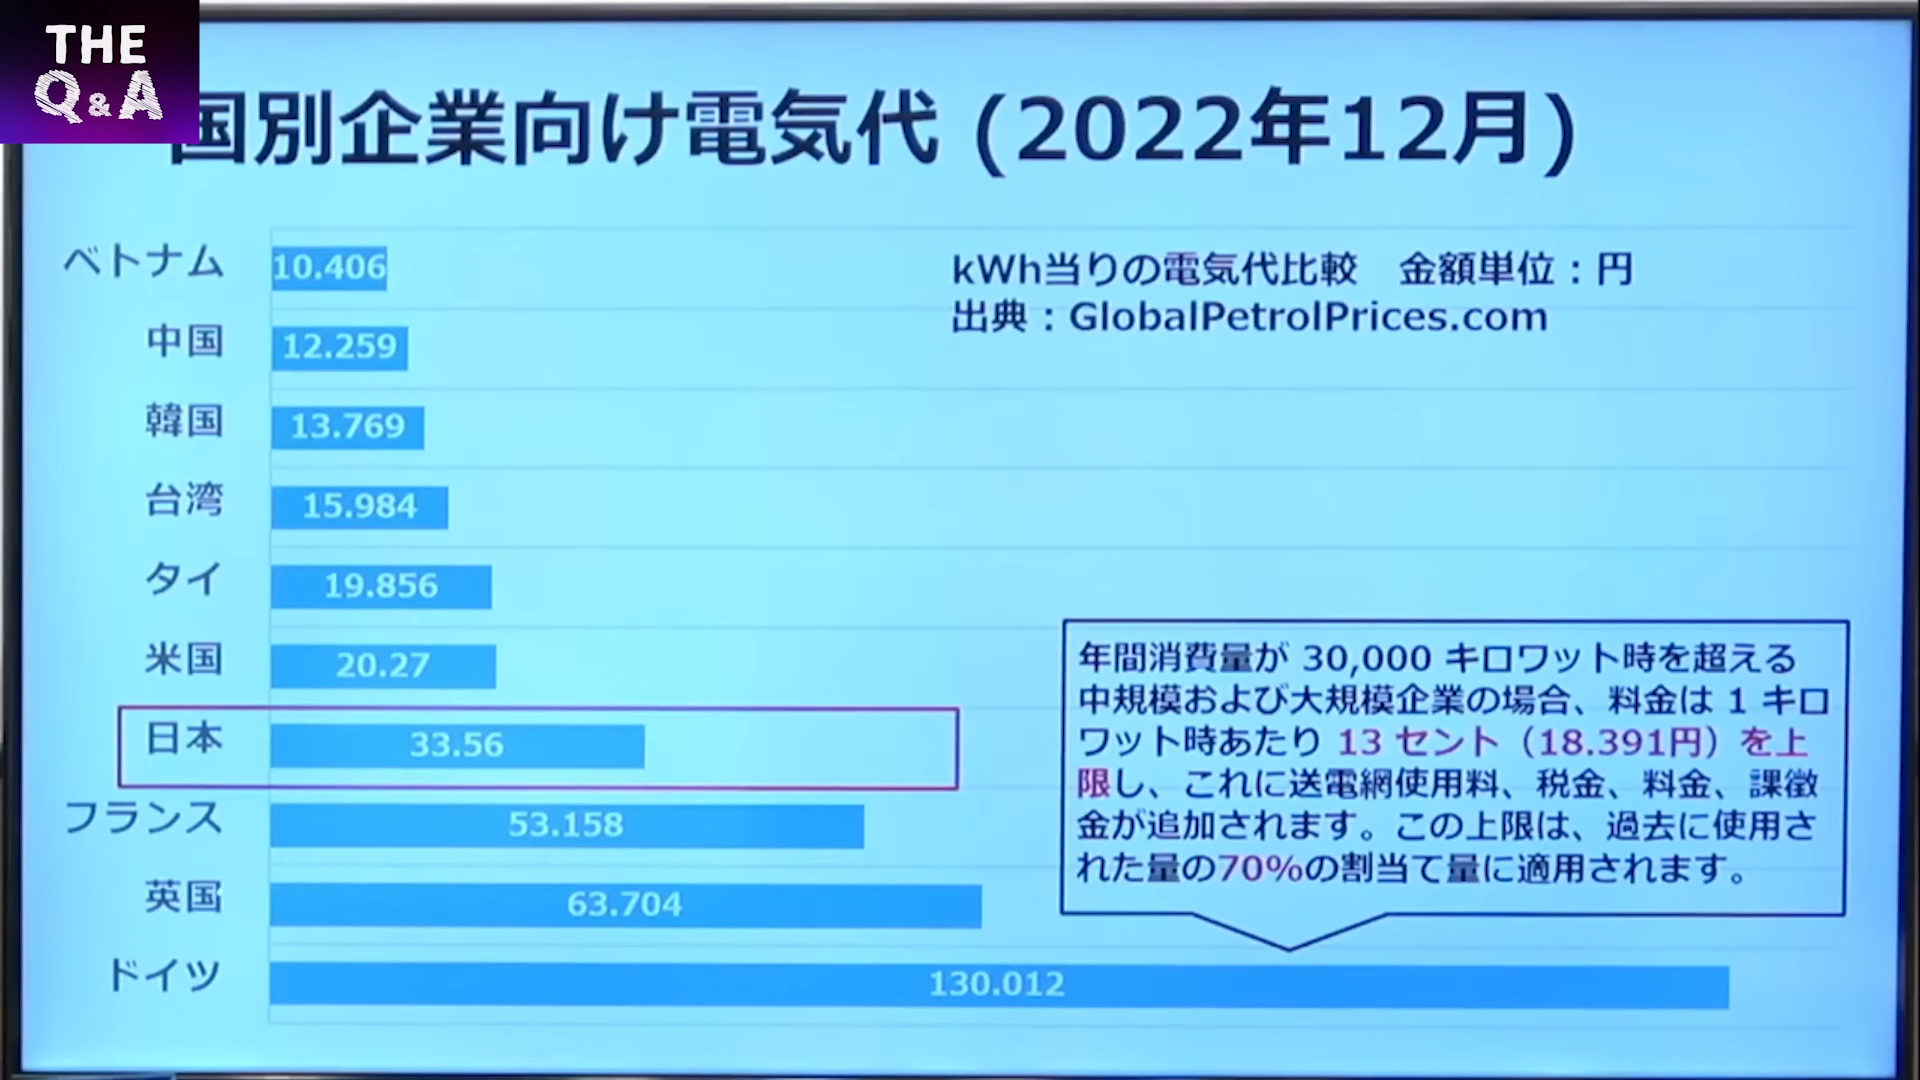 THE
Q&A
国別企業向け電気代 (2022年12月)
kWh当りの電気代比較　金額単位：円
出典：GlobalPetrolPrices.com
ベトナム 10.406
中国 12.259
韓国 13.769
台湾 15.984
タイ 19.856
米国 20.27
日本 33.56
フランス 53.158
英国 63.704
ドイツ 130.012
年間消費量が 30,000 キロワット時を超える
中規模および大規模企業の場合、料金は 1 キロ
ワット時あたり 13 セント（18.391円）を上
限し、これに送電網使用料、税金、料金、課徴
金が追加されます。この上限は、過去に使用さ
れた量の70%の割当て量に適用されます。